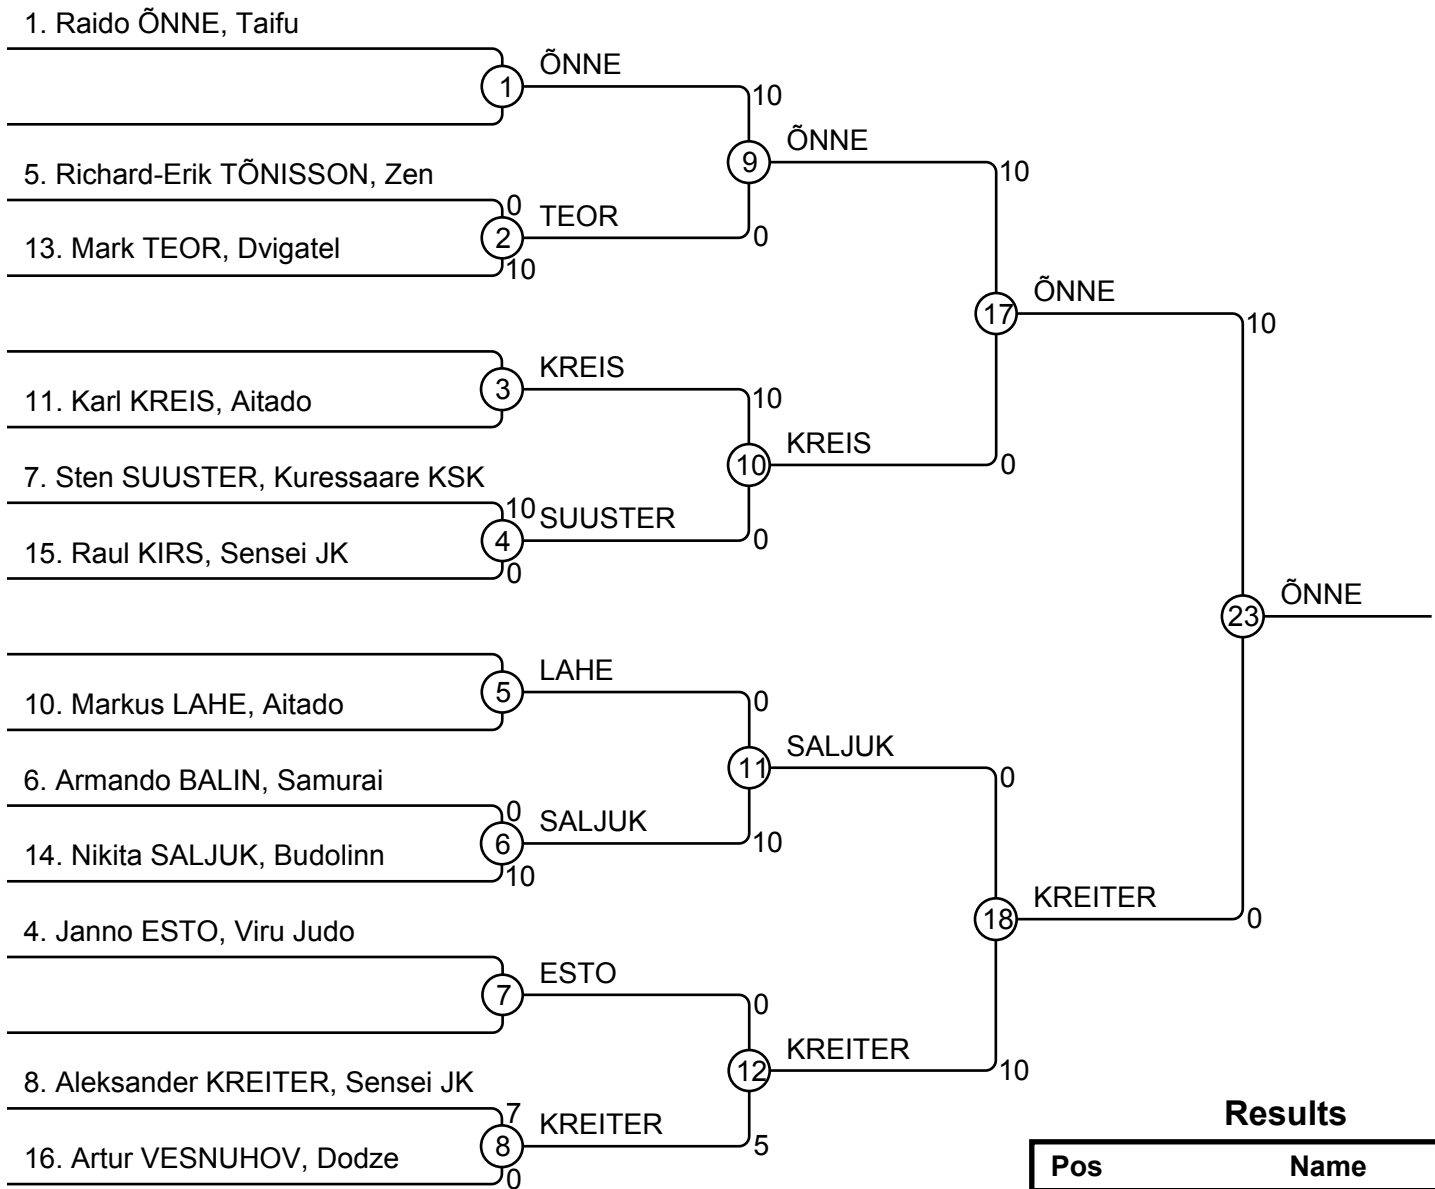 1. Raido ÕNNE, Taifu
ÕNNE
1
10
ÕNNE
9
5. Richard-Erik TÕNISSON, Zen
10
0
TEOR
2
13. Mark TEOR, Dvigatel
0
10
ÕNNE
17
10
KREIS
3
11. Karl KREIS, Aitado
10
KREIS
10
0
7. Sten SUUSTER, Kuressaare KSK
10
SUUSTER
4
0
15. Raul KIRS, Sensei JK
0
ÕNNE
23
LAHE
5
10. Markus LAHE, Aitado
0
SALJUK
11
0
6. Armando BALIN, Samurai
0
SALJUK
6
10
14. Nikita SALJUK, Budolinn
10
KREITER
18
0
4. Janno ESTO, Viru Judo
ESTO
7
0
KREITER
12
10
8. Aleksander KREITER, Sensei JK
7
KREITER
8
5
16. Artur VESNUHOV, Dodze
0
Results
Pos Name